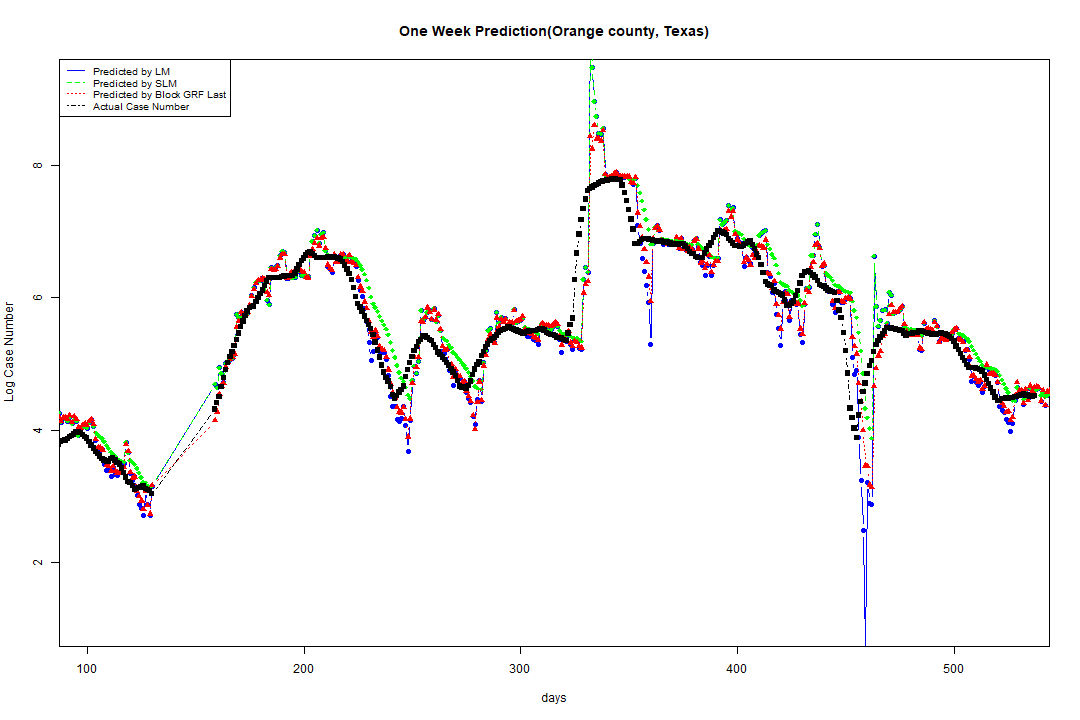 One Week Prediction(Orange county, Texas)
Predicted by LM
Predicted by SLM
Predicted by Block GRF Last
Actual Case Number
Log Case Number
8
6
4
2
100 200 300 400 500
days